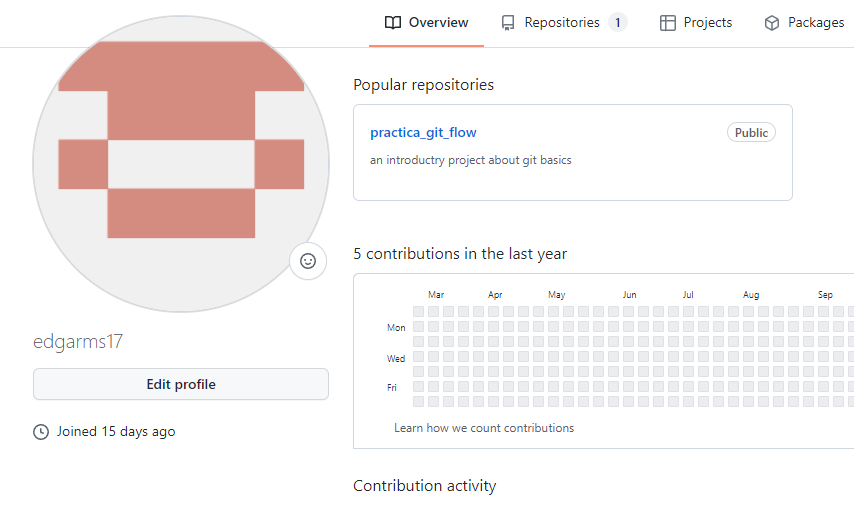 Overview Repositories 1 Projects Packages
Popular repositories
practica_git_flow Public
an introductry project about git basics
5 contributions in the last year
Mar Apr May Jun Jul Aug Sep
Mon
Wed
Fri
Learn how we count contributions
Contribution activity
edgarms17
Edit profile
Joined 15 days ago